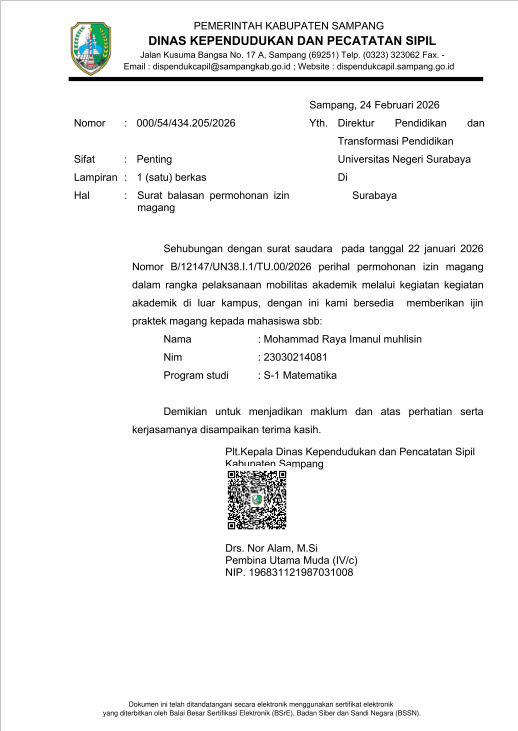 PEMERINTAH KABUPATEN SAMPANG
DINAS KEPENDUDUKAN DAN PECATATAN SIPIL
Jalan Kusuma Bangsa No. 17 A, Sampang (69251) Telp. (0323) 323062 Fax. -
Email : dispendukcapil@sampangkab.go.id ; Website : dispendukcapil.sampang.go.id
Sampang, 24 Februari 2026
Nomor : 000/54/434.205/2026 Yth. Direktur Pendidikan dan
Transformasi Pendidikan
Sifat : Penting Universitas Negeri Surabaya
Lampiran : 1 (satu) berkas Di
Hal : Surat balasan permohonan izin Surabaya
magang
Sehubungan dengan surat saudara pada tanggal 22 januari 2026
Nomor B/12147/UN38.I.1/TU.00/2026 perihal permohonan izin magang
dalam rangka pelaksanaan mobilitas akademik melalui kegiatan kegiatan
akademik di luar kampus, dengan ini kami bersedia memberikan ijin
praktek magang kepada mahasiswa sbb:
Nama : Mohammad Raya Imanul muhlisin
Nim : 23030214081
Program studi : S-1 Matematika
Demikian untuk menjadikan maklum dan atas perhatian serta
kerjasamanya disampaikan terima kasih.
Plt.Kepala Dinas Kependudukan dan Pencatatan Sipil
Kabupaten Sampang
Drs. Nor Alam, M.Si
Pembina Utama Muda (IV/c)
NIP. 196831121987031008
Dokumen ini telah ditandatangani secara elektronik menggunakan sertifikat elektronik
yang diterbitkan oleh Balai Besar Sertifikasi Elektronik (BSrE), Badan Siber dan Sandi Negara (BSSN).